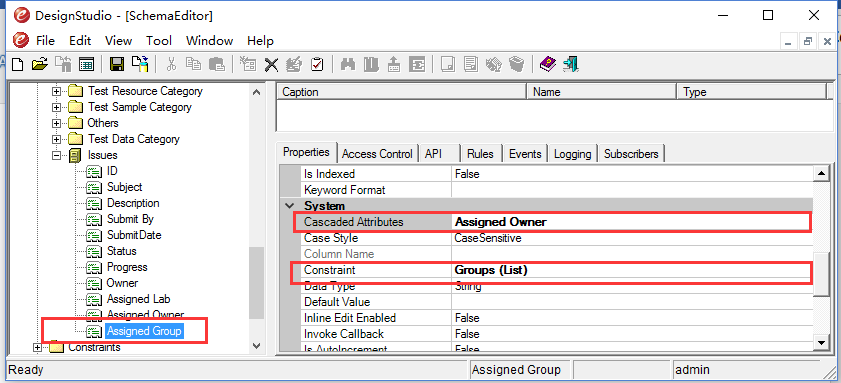 DesignStudio - [SchemaEditor]
File Edit View Tool Window Help
Test Resource Category
Test Sample Category
Others
Test Data Category
Issues
ID
Subject
Description
Submit By
SubmitDate
Status
Progress
Owner
Assigned Lab
Assigned Owner
Assigned Group
Constraints
Caption Name Type
Properties Access Control API Rules Events Logging Subscribers
Is Indexed False
Keyword Format
System
Cascaded Attributes Assigned Owner
Case Style CaseSensitive
Column Name
Constraint Groups (List)
Data Type String
Default Value
Inline Edit Enabled False
Invoke Callback False
Is AutoIncrement False
Ready Assigned Group admin